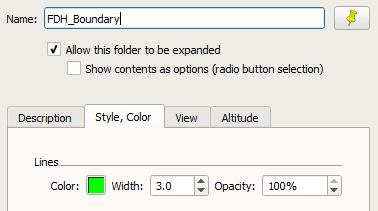 Name: FDH_Boundary
Allow this folder to be expanded
Show contents as options (radio button selection)
Description Style, Color View Altitude
Lines
Color: Width: 3.0 Opacity: 100%